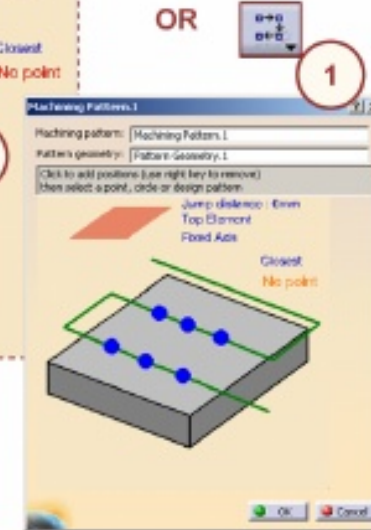 OR
Closest
No point
1
Machining Pattern.1
Machining pattern: Machining Pattern.1
Pattern geometry: Pattern Geometry.1
Click to add positions (use right key to remove)
then select a point, circle or design pattern
Jump distance : 0mm
Top Element
Fixed Axis
Closest
No point
OK
Cancel